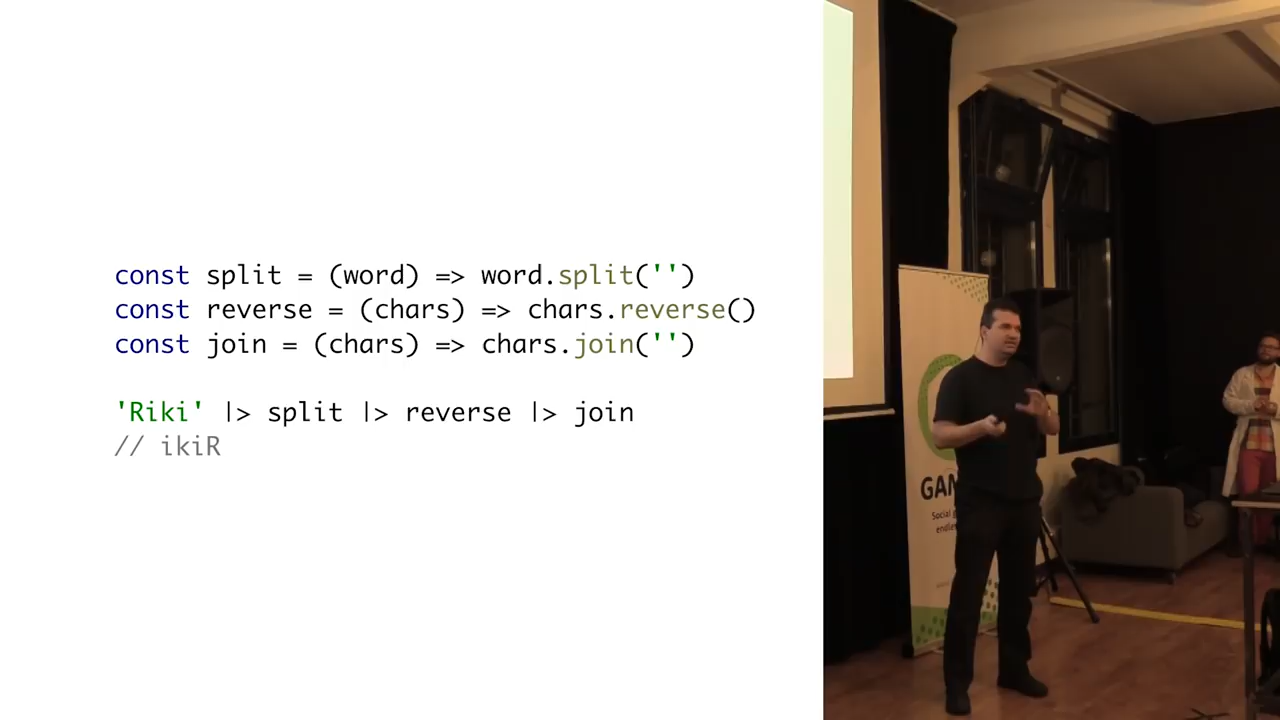 const split = (word) => word.split('')
const reverse = (chars) => chars.reverse()
const join = (chars) => chars.join('')
'Riki' |> split |> reverse |> join
// ikiR
Social